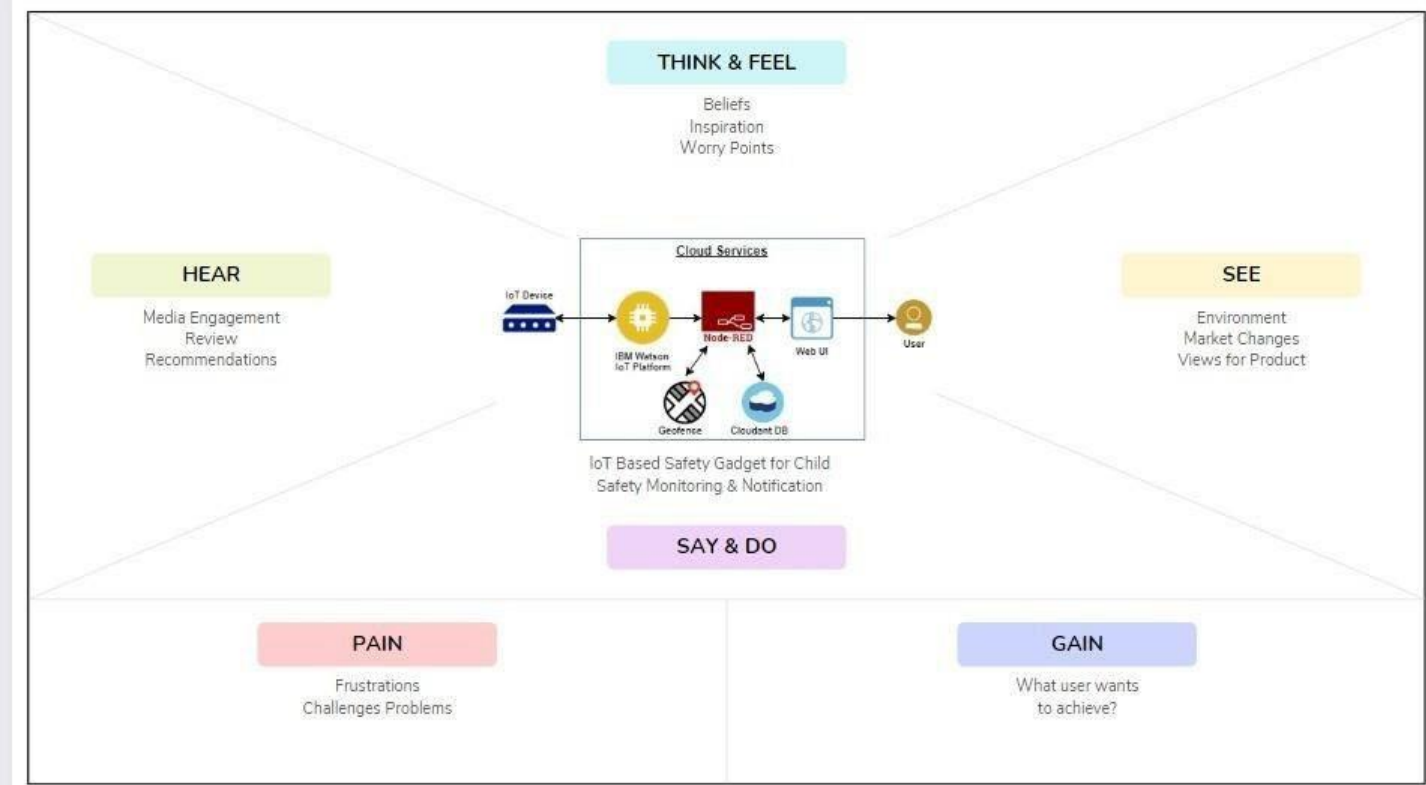 THINK & FEEL
Beliefs
Inspiration
Worry Points
HEAR
Media Engagement
Review
Recommendations
Cloud Services
IoT Device
IBM Watson
IoT Platform
Node-RED
Web UI
User
Geofence
Cloudant DB
IoT Based Safety Gadget for Child
Safety Monitoring & Notification
SEE
Environment
Market Changes
Views for Product
SAY & DO
PAIN
Frustrations
Challenges Problems
GAIN
What user wants
to achieve?